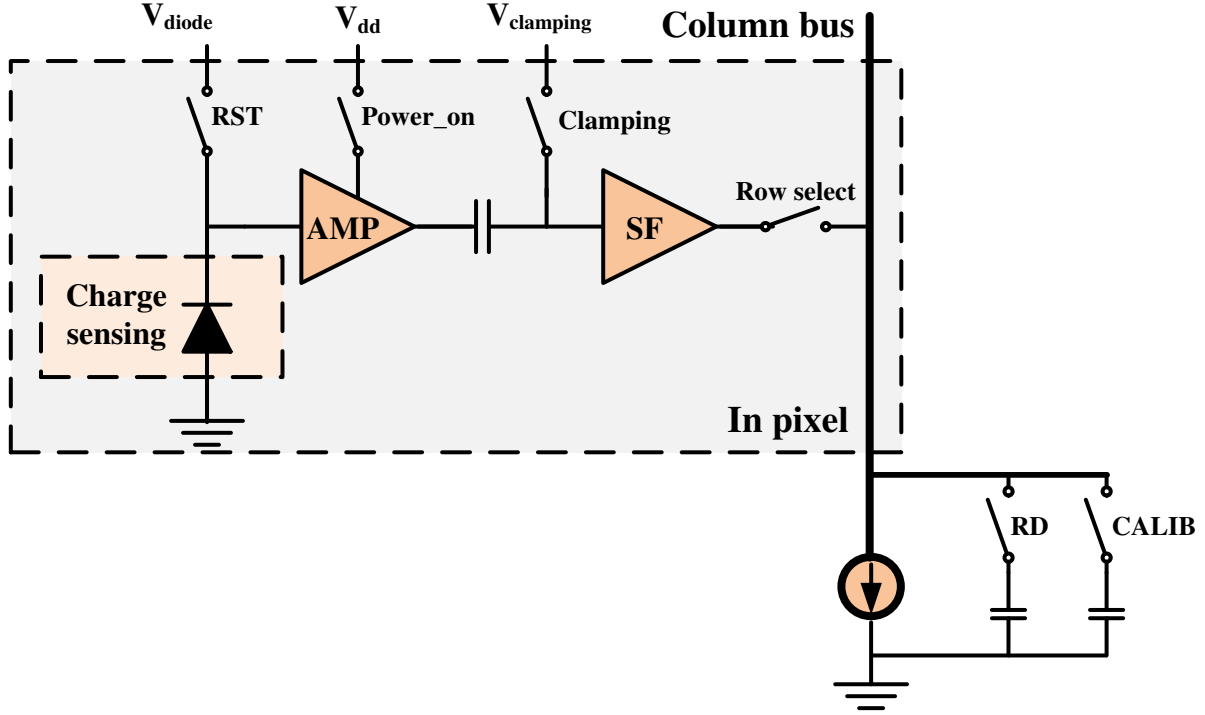 Vdiode
Vdd
Vclamping
Column bus
RST
Power_on
Clamping
Row select
AMP
SF
Charge
sensing
In pixel
RD
CALIB